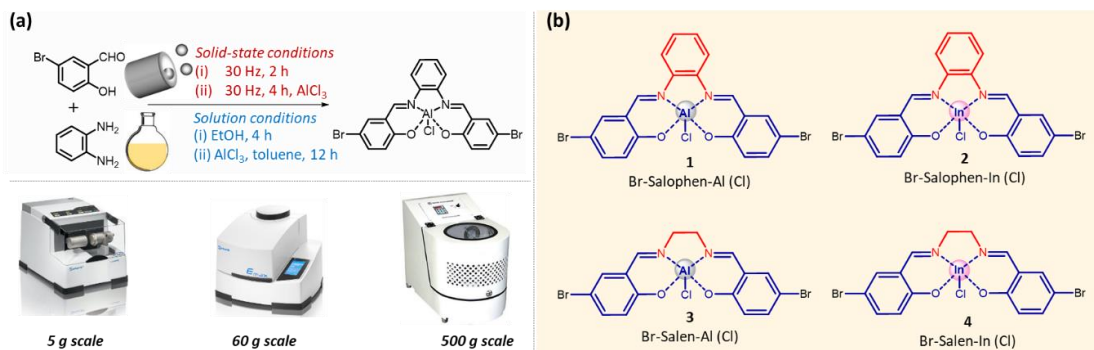 (a)
Br
CHO
OH
+
NH₂
NH₂
Solid-state conditions
(i) 30 Hz, 2 h
(ii) 30 Hz, 4 h, AlCl₃
Solution conditions
(i) EtOH, 4 h
(ii) AlCl₃, toluene, 12 h
N N
Al
Br O Cl O Br
5 g scale
60 g scale
500 g scale
(b)
N N
Al
Br O Cl O Br
1
Br-Salophen-Al (Cl)
N N
In
Br O Cl O Br
2
Br-Salophen-In (Cl)
N N
Al
Br O Cl O Br
3
Br-Salen-Al (Cl)
N N
In
Br O Cl O Br
4
Br-Salen-In (Cl)